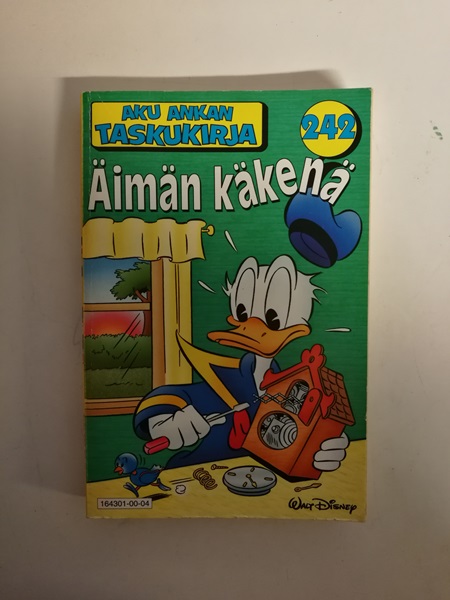 AKU ANKAN
TASKUKIRJA
242
Äimän käkenä
164301-00-04
WALT DISNEY